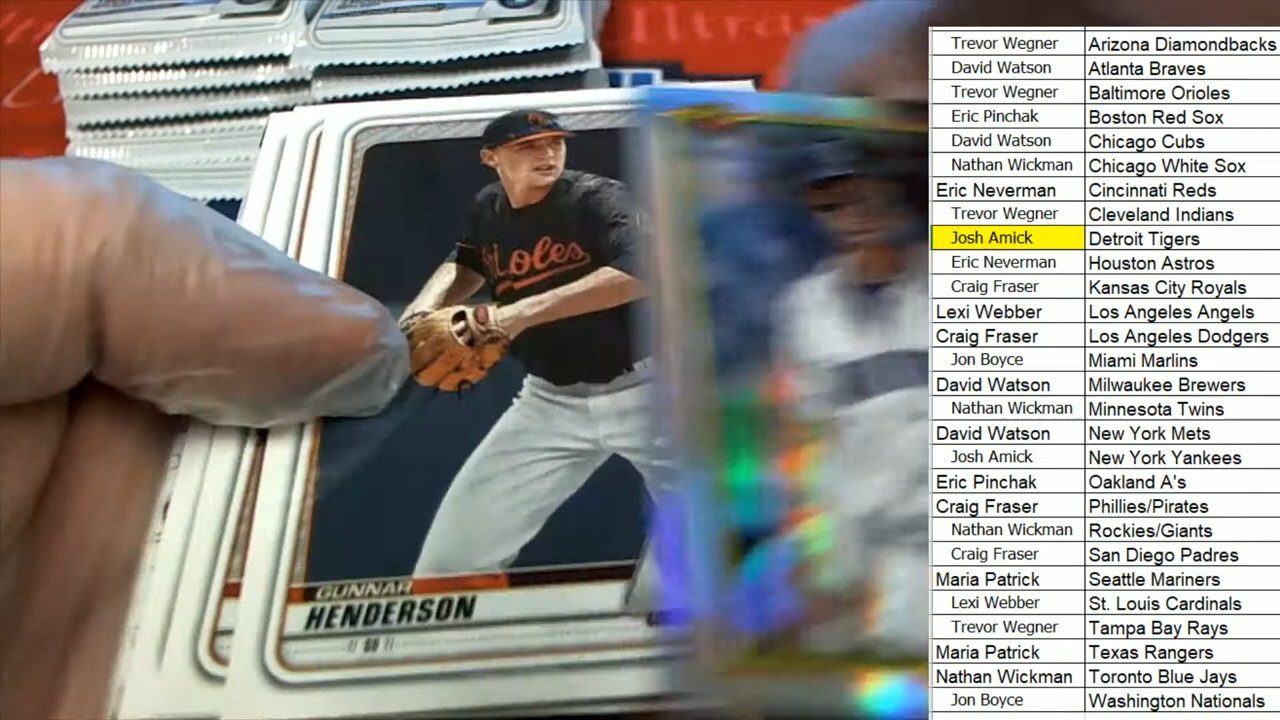 GUNNAR
HENDERSON
SS
Trevor Wegner Arizona Diamondbacks
David Watson Atlanta Braves
Trevor Wegner Baltimore Orioles
Eric Pinchak Boston Red Sox
David Watson Chicago Cubs
Nathan Wickman Chicago White Sox
Eric Neverman Cincinnati Reds
Trevor Wegner Cleveland Indians
Josh Amick Detroit Tigers
Eric Neverman Houston Astros
Craig Fraser Kansas City Royals
Lexi Webber Los Angeles Angels
Craig Fraser Los Angeles Dodgers
Jon Boyce Miami Marlins
David Watson Milwaukee Brewers
Nathan Wickman Minnesota Twins
David Watson New York Mets
Josh Amick New York Yankees
Eric Pinchak Oakland A's
Craig Fraser Phillies/Pirates
Nathan Wickman Rockies/Giants
Craig Fraser San Diego Padres
Maria Patrick Seattle Mariners
Lexi Webber St. Louis Cardinals
Trevor Wegner Tampa Bay Rays
Maria Patrick Texas Rangers
Nathan Wickman Toronto Blue Jays
Jon Boyce Washington Nationals